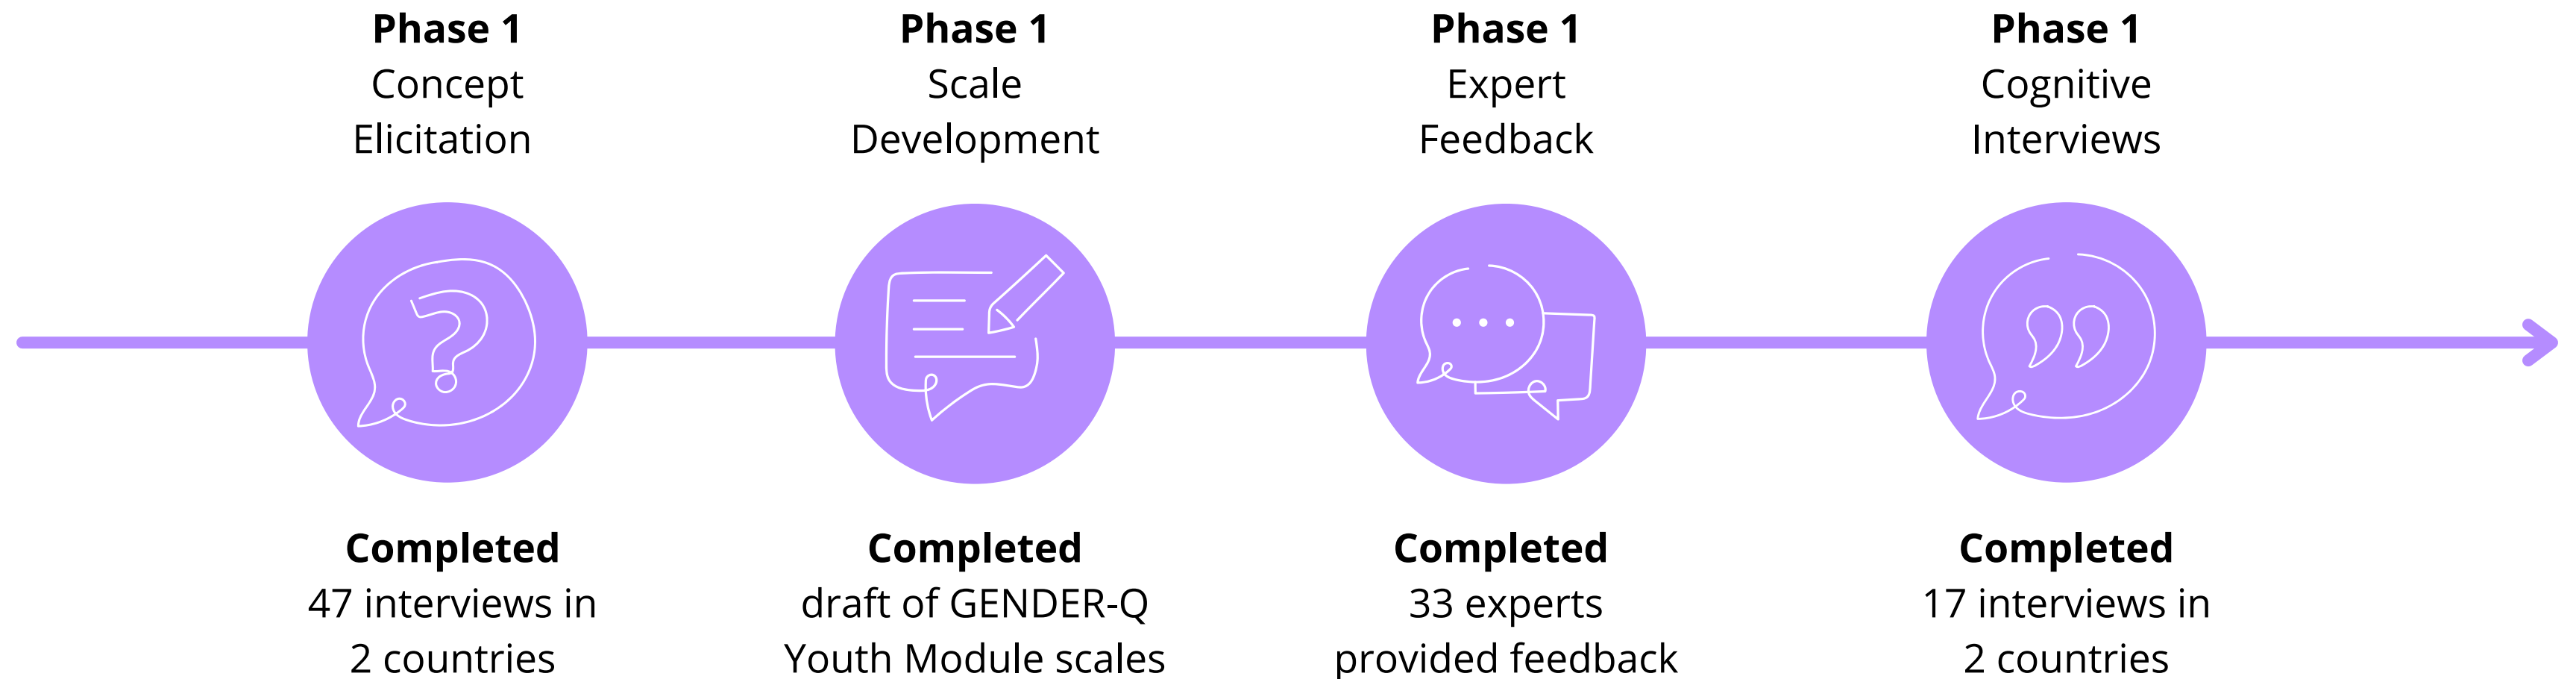 Phase 1
Concept
Elicitation
Phase 1
Scale
Development
Phase 1
Expert
Feedback
Phase 1
Cognitive
Interviews
?
...
”
Completed
47 interviews in
2 countries
Completed
draft of GENDER-Q
Youth Module scales
Completed
33 experts
provided feedback
Completed
17 interviews in
2 countries